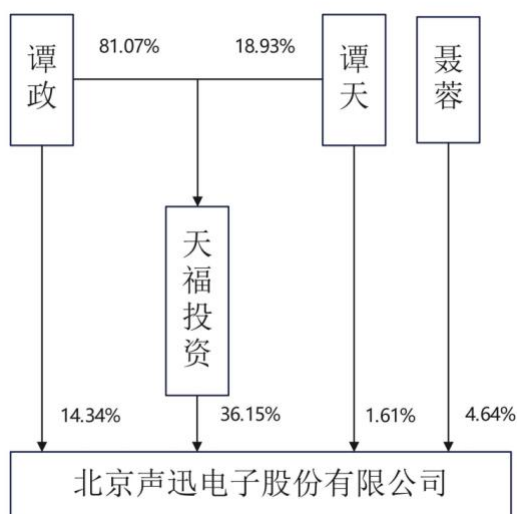 谭政
81.07%
18.93%
谭天
聂蓉
天福投资
14.34%
36.15%
1.61%
4.64%
北京声迅电子股份有限公司